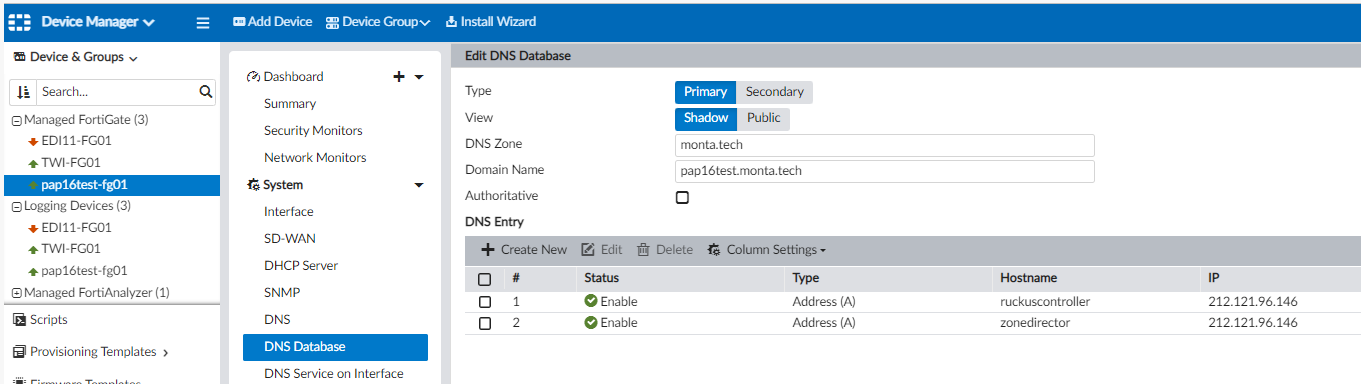 Device Manager
Add Device
Device Group
Install Wizard
Device & Groups
Search...
Managed FortiGate (3)
EDI11-FG01
TWI-FG01
pap16test-fg01
Logging Devices (3)
EDI11-FG01
TWI-FG01
pap16test-fg01
Managed FortiAnalyzer (1)
Scripts
Provisioning Templates
Firmware Templates
Dashboard
Summary
Security Monitors
Network Monitors
System
Interface
SD-WAN
DHCP Server
SNMP
DNS
DNS Database
DNS Service on Interface
Edit DNS Database
Type Primary Secondary
View Shadow Public
DNS Zone monta.tech
Domain Name pap16test.monta.tech
Authoritative
DNS Entry
Create New Edit Delete Column Settings
# Status Type Hostname IP
1 Enable Address (A) ruckuscontroller 212.121.96.146
2 Enable Address (A) zonedirector 212.121.96.146